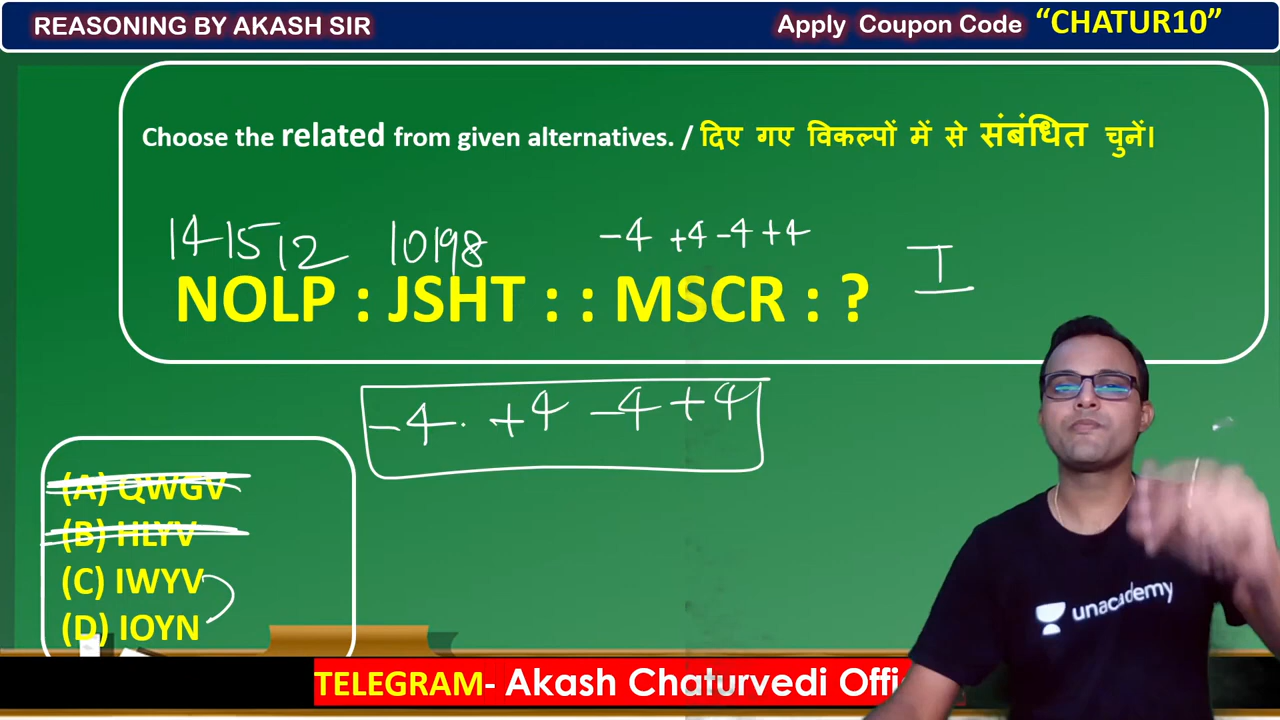 REASONING BY AKASH SIR
Apply Coupon Code “CHATUR10”
Choose the related from given alternatives. / दिए गए विकल्पों में से संबंधित चुनें।
14 15 12 10 19 8 -4 +4 -4 +4 I
NOLP : JSHT : : MSCR : ?
-4 +4 -4 +4
(A) QWGV
(B) HLYV
(C) IWYV
(D) IOYN
unacademy
TELEGRAM- Akash Chaturvedi Offic